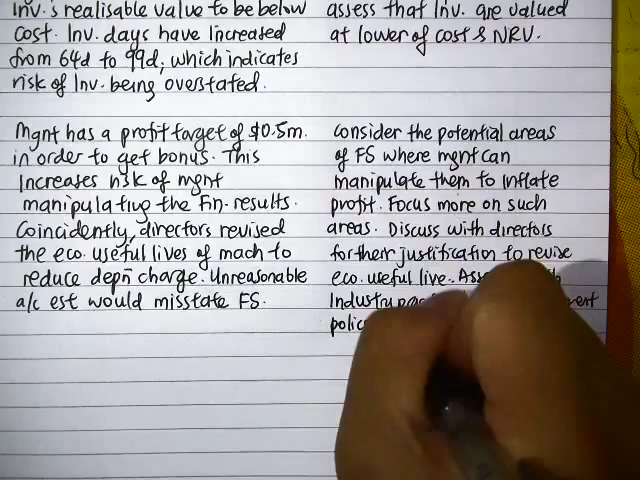 Inv.'s realisable value to be below
cost. Inv. days have increased
from 64d to 99d, which indicates
risk of Inv. being overstated.
assess that Inv. are valued
at lower of cost & NRV.
Mgnt has a profit target of $0.5m.
in order to get bonus. This
increases risk of mgnt
manipulating the Fin. results.
Coincidently, directors revised
the eco. useful lives of mach to
reduce depn charge. Unreasonable
a/c est would misstate FS.
consider the potential areas
of FS where mgnt can
manipulate them to inflate
profit. Focus more on such
areas. Discuss with directors
for their justification to revise
eco. useful live.
Industry